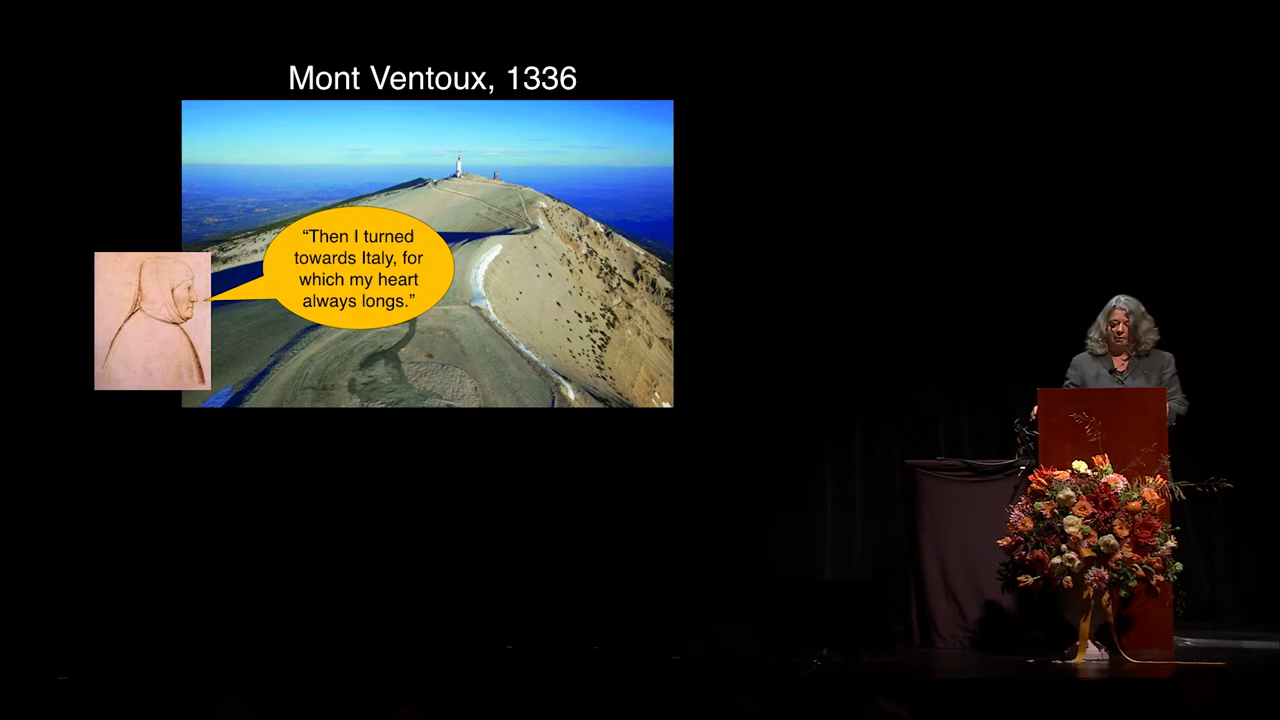 Mont Ventoux, 1336
“Then I turned
towards Italy, for
which my heart
always longs.”